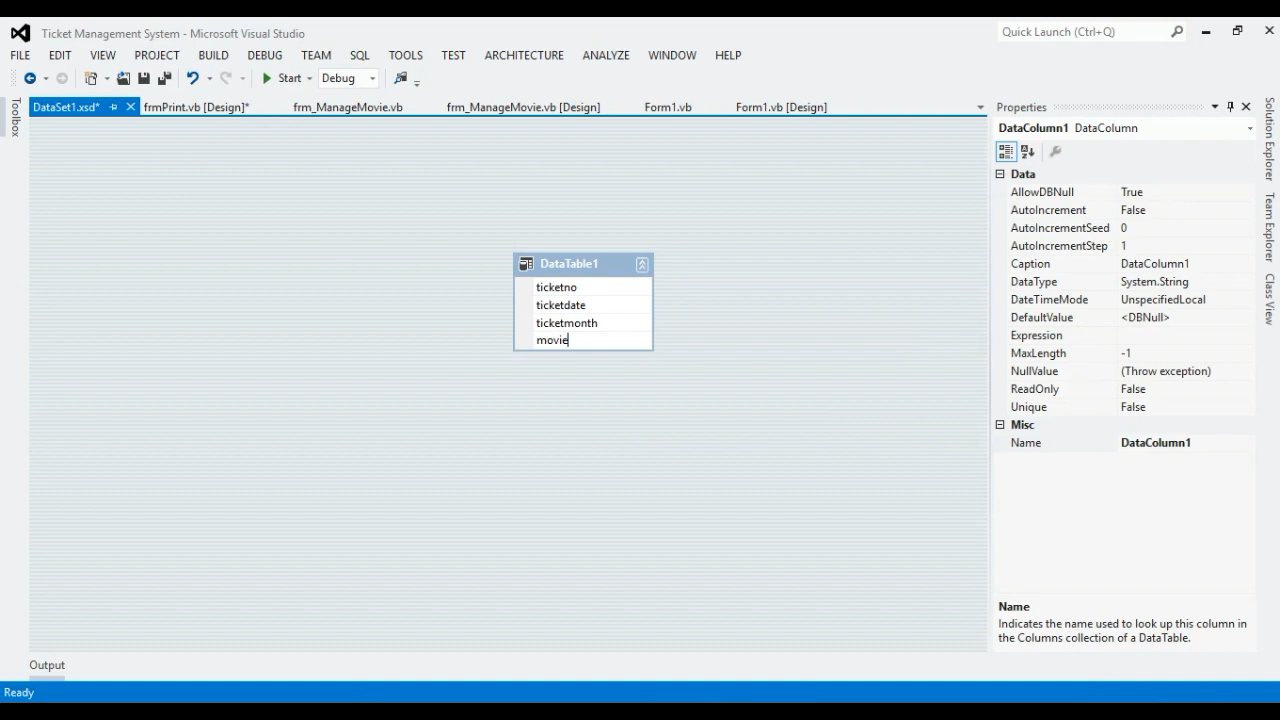 Ticket Management System - Microsoft Visual Studio
Quick Launch (Ctrl+Q)
FILE EDIT VIEW PROJECT BUILD DEBUG TEAM SQL TOOLS TEST ARCHITECTURE ANALYZE WINDOW HELP
Start Debug
DataSet1.xsd* frmPrint.vb [Design]* frm_ManageMovie.vb frm_ManageMovie.vb [Design] Form1.vb Form1.vb [Design]
Toolbox
DataTable1
ticketno
ticketdate
ticketmonth
movie
Properties
DataColumn1 DataColumn
Data
AllowDBNull True
AutoIncrement False
AutoIncrementSeed 0
AutoIncrementStep 1
Caption DataColumn1
DataType System.String
DateTimeMode UnspecifiedLocal
DefaultValue <DBNull>
Expression
MaxLength -1
NullValue (Throw exception)
ReadOnly False
Unique False
Misc
Name DataColumn1
Name
Indicates the name used to look up this column in
the Columns collection of a DataTable.
Solution Explorer
Team Explorer
Class View
Output
Ready